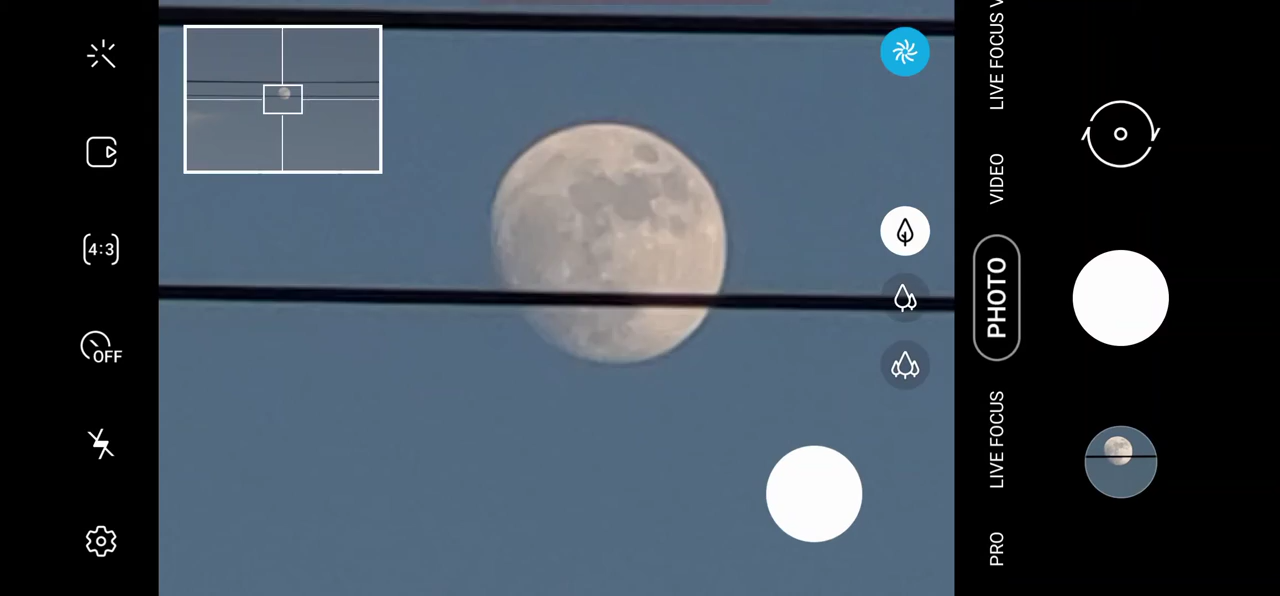 4:3
OFF
LIVE FOCUS V
VIDEO
PHOTO
LIVE FOCUS
PRO